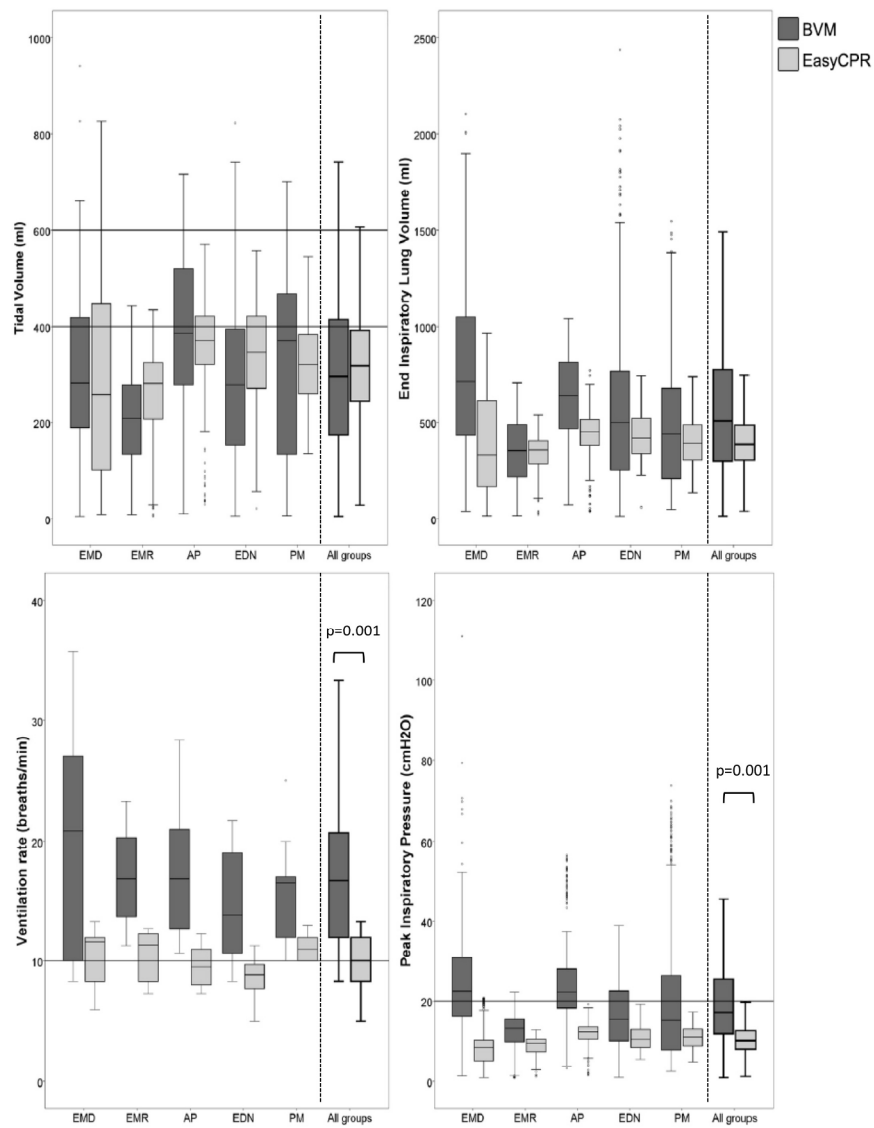 BVM
EasyCPR
Tidal Volume (ml)
1000
800
600
400
200
0
EMD EMR AP EDN PM All groups
End Inspiratory Lung Volume (ml)
2500
2000
1500
1000
500
0
EMD EMR AP EDN PM All groups
Ventilation rate (breaths/min)
40
30
20
10
0
p=0.001
EMD EMR AP EDN PM All groups
Peak Inspiratory Pressure (cmH2O)
120
100
80
60
40
20
0
p=0.001
EMD EMR AP EDN PM All groups